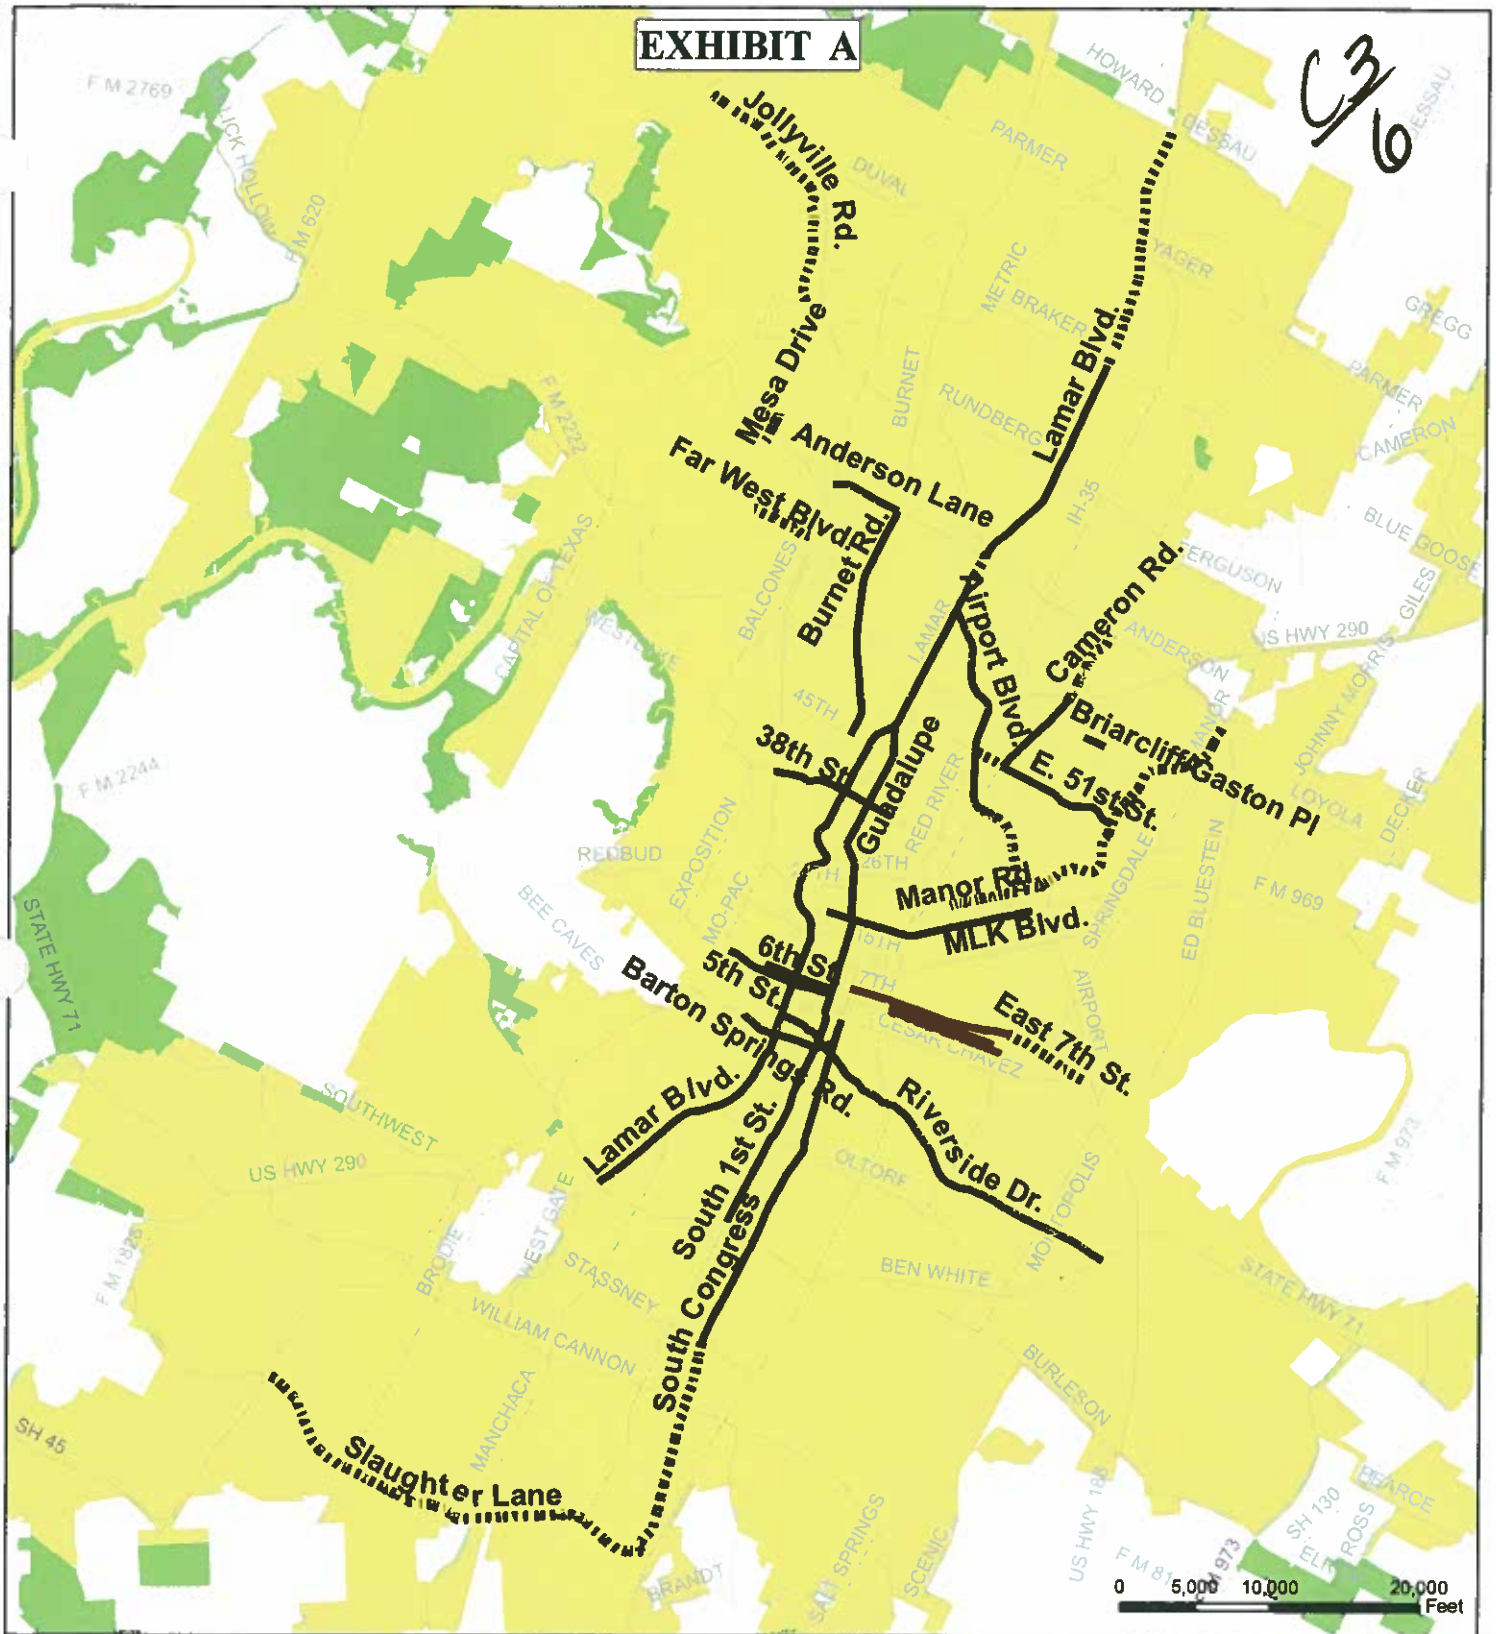 EXHIBIT A
C3/6
F M 2769
LICK HOLLOW
F M 620
HOWARD
DESSAU
DESSAU
PARMER
DUVAL
Jollyville Rd.
YAGER
METRIC
BRAKER
GREGG
Mesa Drive
Lamar Blvd.
BURNET
RUNDBERG
PARMER
CAMERON
F M 2222
Anderson Lane
Far West Blvd.
IH-35
BLUE GOOSE
Burnet Rd.
CAPITAL OF TEXAS
BALCONES
FERGUSON
GILES
Cameron Rd.
US HWY 290
WESTLAKE
LAMAR
Airport Blvd.
ANDERSON
JOHNNY MORRIS
45TH
MANOR
Briarcliff/Gaston Pl
38th St.
Guadalupe
E. 51st St.
F M 2244
RED RIVER
LOYOLA
DECKER
REDBUD
EXPOSITION
26TH
Manor Rd.
SPRINGDALE
ED BLUESTEIN
F M 969
STATE HWY 71
BEE CAVES
MO-PAC
15TH
MLK Blvd.
6th St.
5th St.
7TH
AIRPORT
Barton Springs Rd.
CESAR CHAVEZ
East 7th St.
SOUTHWEST
US HWY 290
Lamar Blvd.
South 1st St.
Riverside Dr.
OLTORF
MONTOPOLIS
F M 973
F M 1826
BRODIE
WEST GATE
STASSNEY
South Congress
BEN WHITE
STATE HWY 71
WILLIAM CANNON
BURLESON
SH 45
MANCHACA
Slaughter Lane
PEARCE
SH 130
ROSS
ELR
SALT SPRINGS
SCENIC
US HWY 183
F M 973
BRANDT
0 5,000 10,000 20,000
Feet